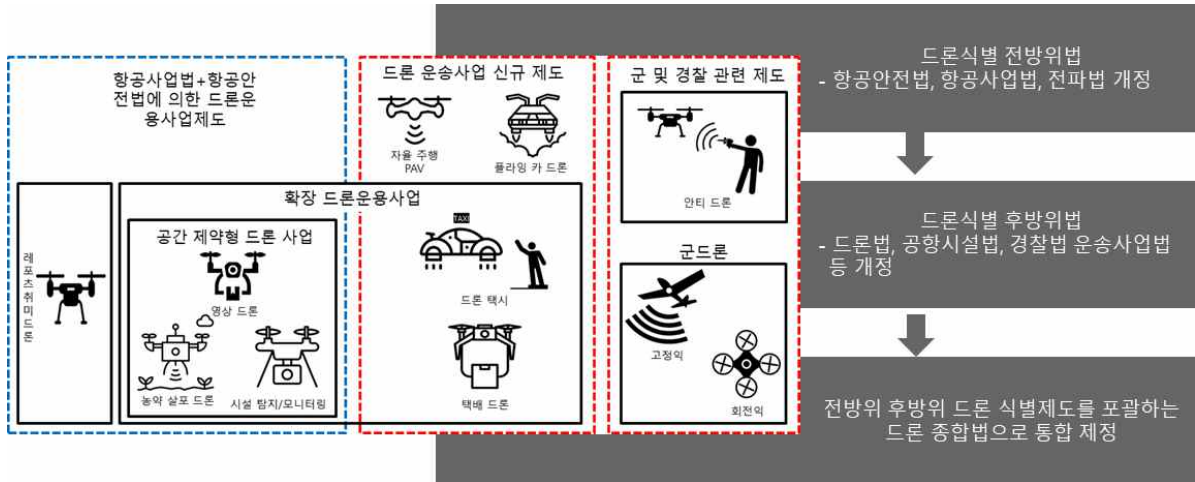 항공사업법+항공안
전법에 의한 드론운
용사업제도
드론 운송사업 신규 제도
자율 주행
PAV
플라잉 카 드론
군 및 경찰 관련 제도
안티 드론
레
포
츠
취
미
드
론
확장 드론운용사업
공간 제약형 드론 사업
영상 드론
농약 살포 드론
시설 탐지/모니터링
TAXI
드론 택시
택배 드론
군드론
고정익
회전익
드론식별 전방위법
- 항공안전법, 항공사업법, 전파법 개정
드론식별 후방위법
- 드론법, 공항시설법, 경찰법 운송사업법
등 개정
전방위 후방위 드론 식별제도를 포괄하는
드론 종합법으로 통합 제정